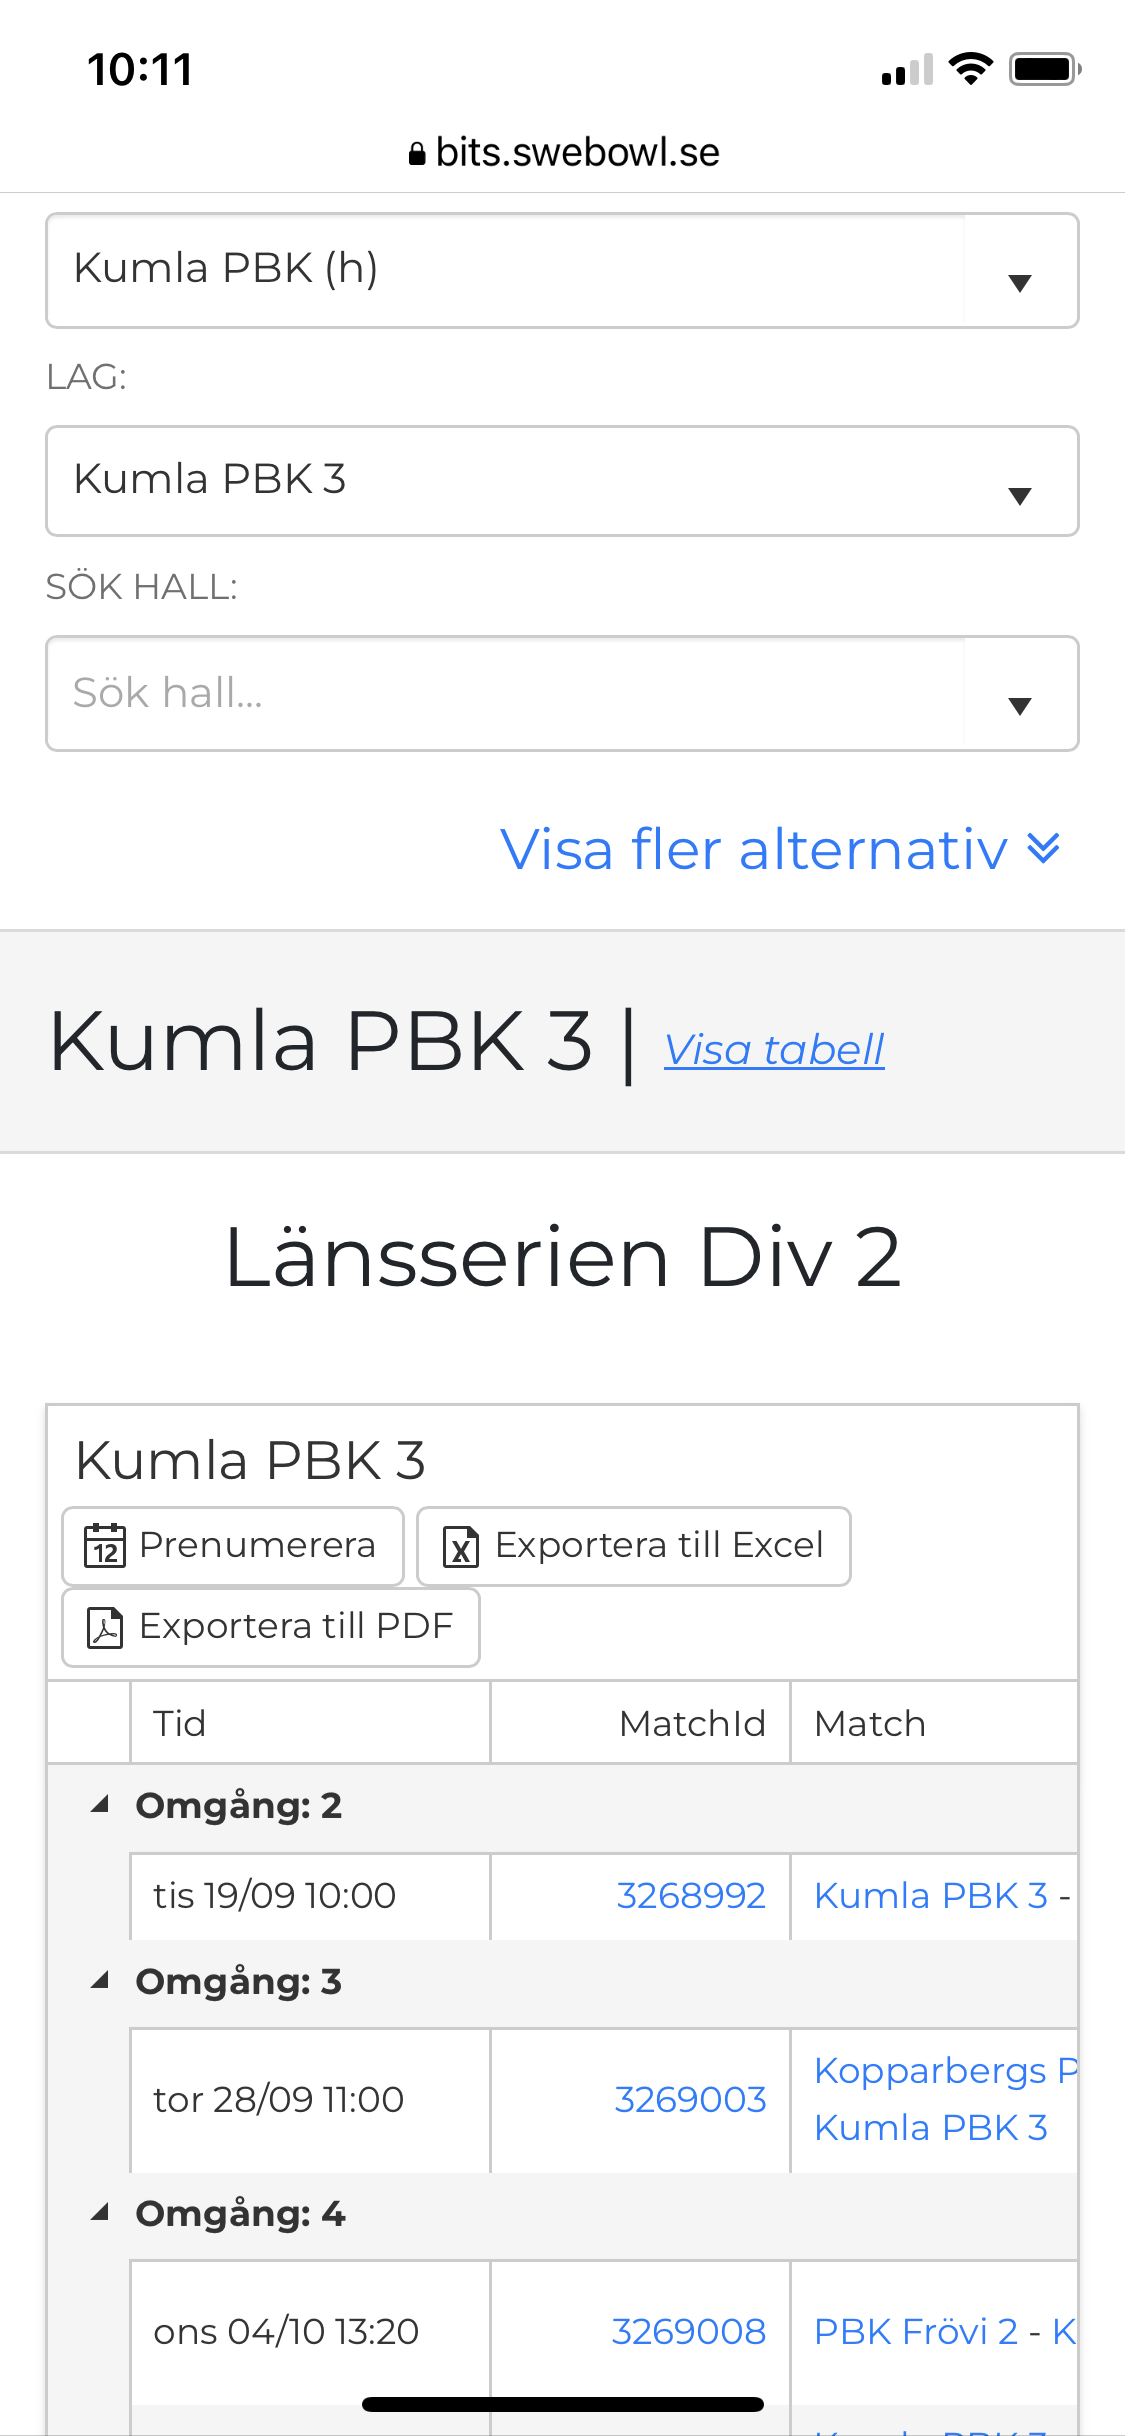 10:11
bits.swebowl.se
Kumla PBK (h)
LAG:
Kumla PBK 3
SÖK HALL:
Sök hall...
Visa fler alternativ
Kumla PBK 3 | Visa tabell
Länsserien Div 2
Kumla PBK 3
12 Prenumerera
X Exportera till Excel
Exportera till PDF
Tid MatchId Match
Omgång: 2
tis 19/09 10:00 3268992 Kumla PBK 3 -
Omgång: 3
tor 28/09 11:00 3269003 Kopparbergs P
Kumla PBK 3
Omgång: 4
ons 04/10 13:20 3269008 PBK Frövi 2 - K